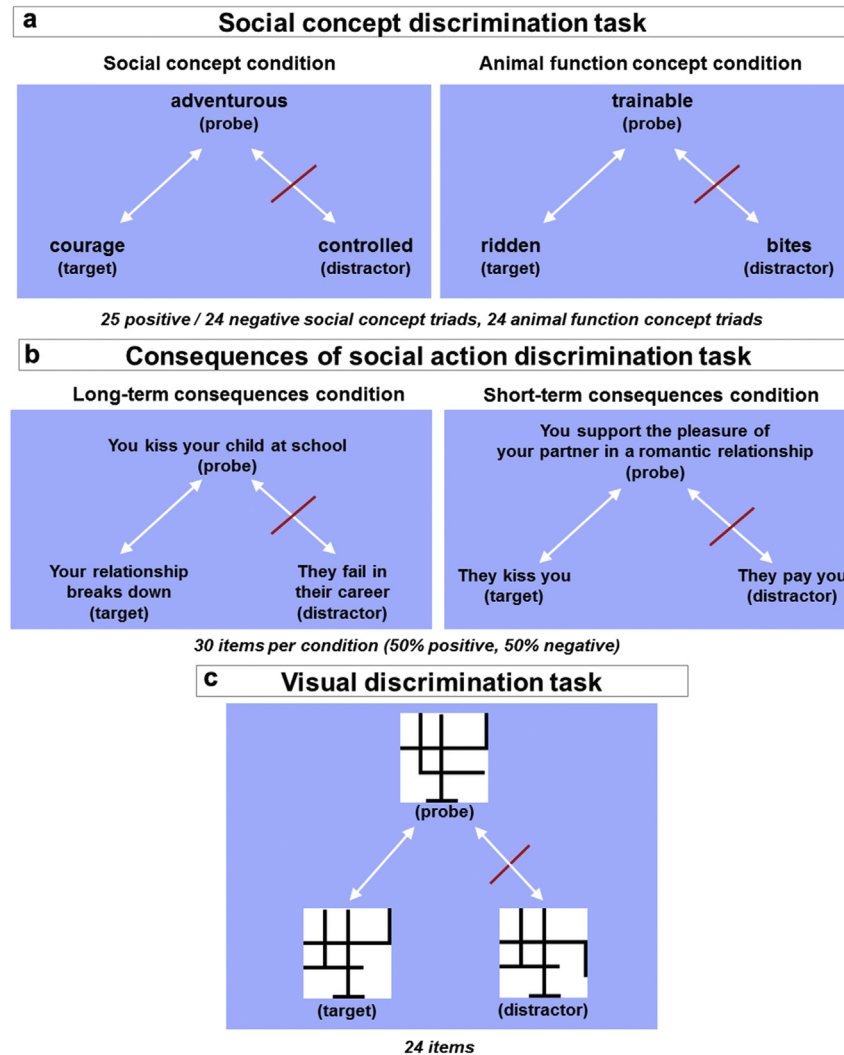 a
Social concept discrimination task
Social concept condition
Animal function concept condition
adventurous
(probe)
trainable
(probe)
courage
(target)
controlled
(distractor)
ridden
(target)
bites
(distractor)
25 positive / 24 negative social concept triads, 24 animal function concept triads
b
Consequences of social action discrimination task
Long-term consequences condition
Short-term consequences condition
You kiss your child at school
(probe)
You support the pleasure of
your partner in a romantic relationship
(probe)
Your relationship
breaks down
(target)
They fail in
their career
(distractor)
They kiss you
(target)
They pay you
(distractor)
30 items per condition (50% positive, 50% negative)
c
Visual discrimination task
(probe)
(target)
(distractor)
24 items